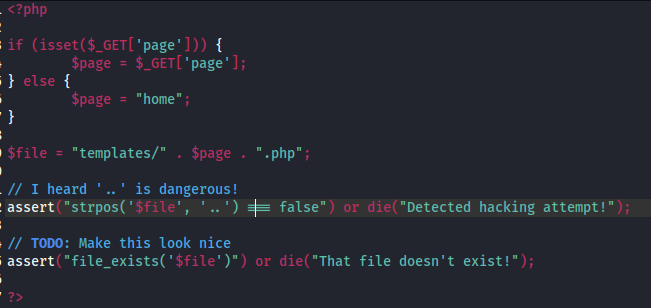 <?php
if (isset($_GET['page'])) {
$page = $_GET['page'];
} else {
$page = "home";
}
$file = "templates/" . $page . ".php";
// I heard '..' is dangerous!
assert("strpos('$file', '..') === false") or die("Detected hacking attempt!");
// TODO: Make this look nice
assert("file_exists('$file')") or die("That file doesn't exist!");
?>